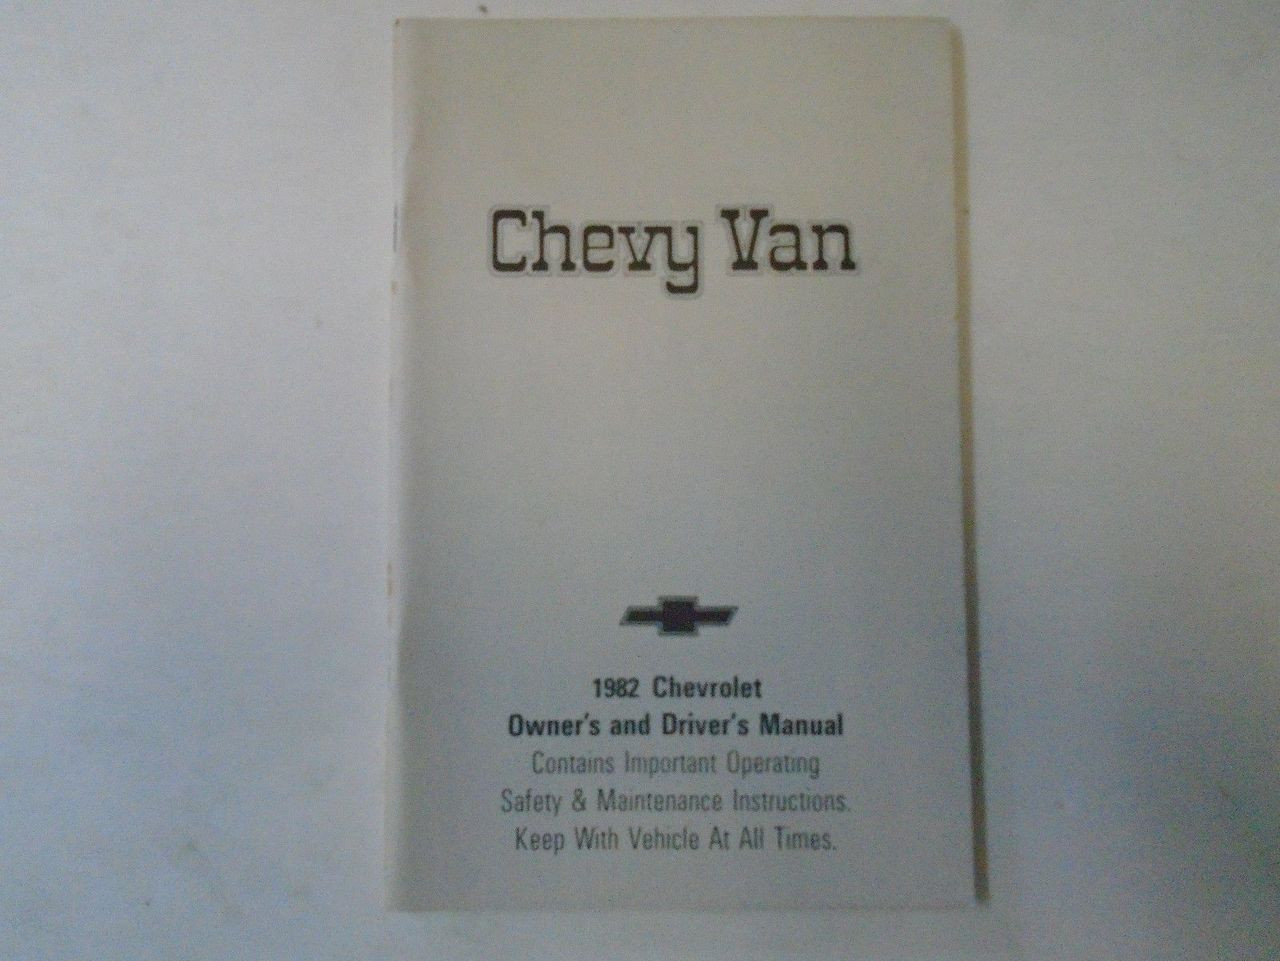 Chevy Van
1982 Chevrolet
Owner's and Driver's Manual
Contains Important Operating
Safety & Maintenance Instructions.
Keep With Vehicle At All Times.